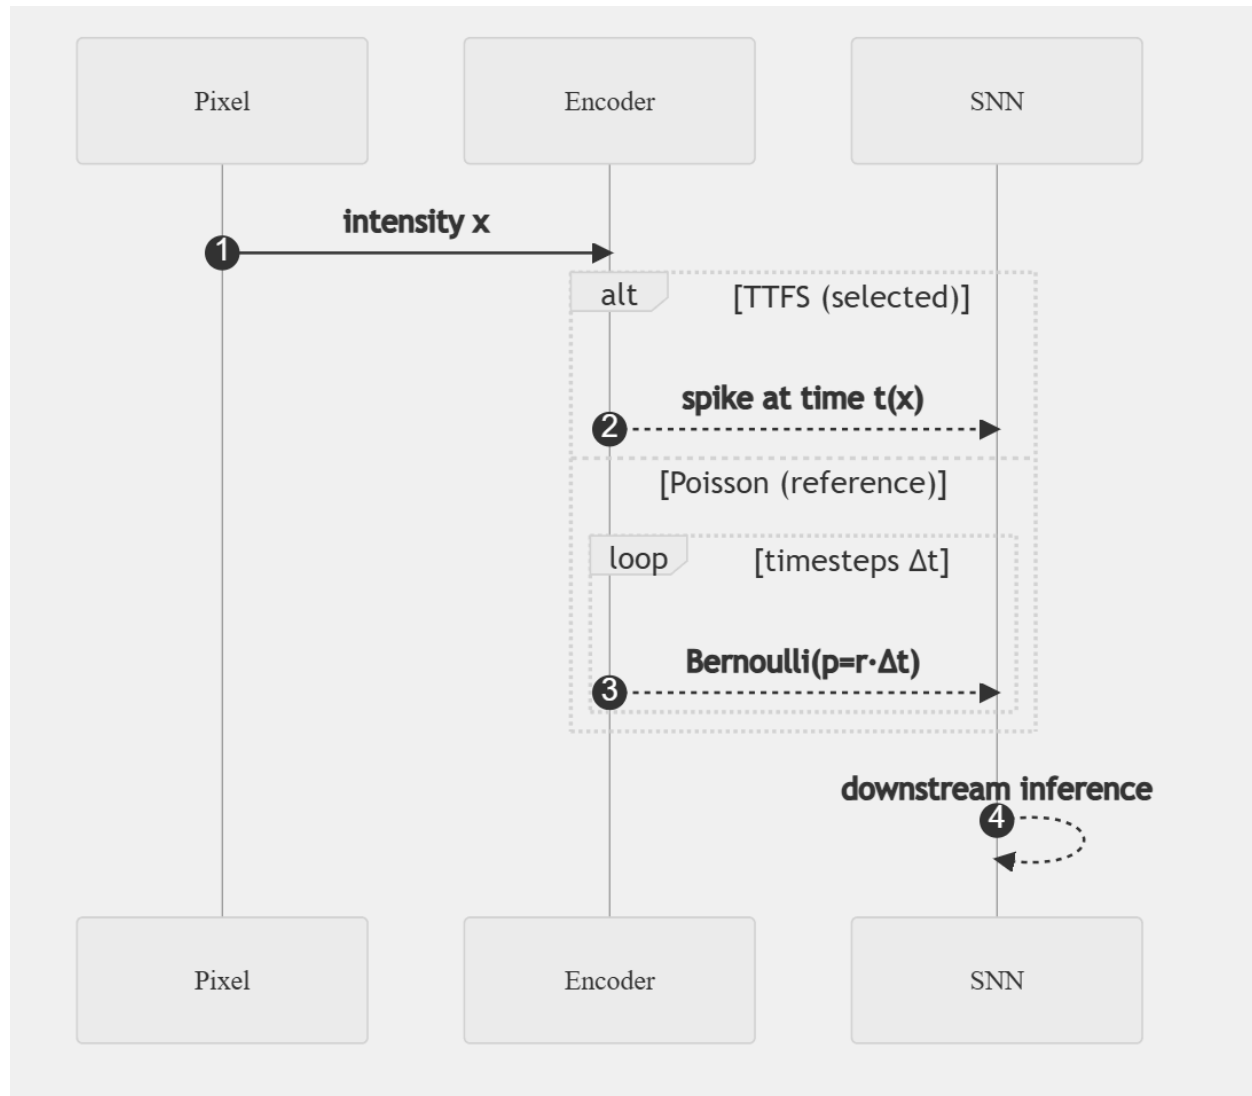 Pixel
Encoder
SNN
intensity x
1
alt
[TTFS (selected)]
spike at time t(x)
2
[Poisson (reference)]
loop
[timesteps Δt]
Bernoulli(p=r·Δt)
3
downstream inference
4
Pixel
Encoder
SNN